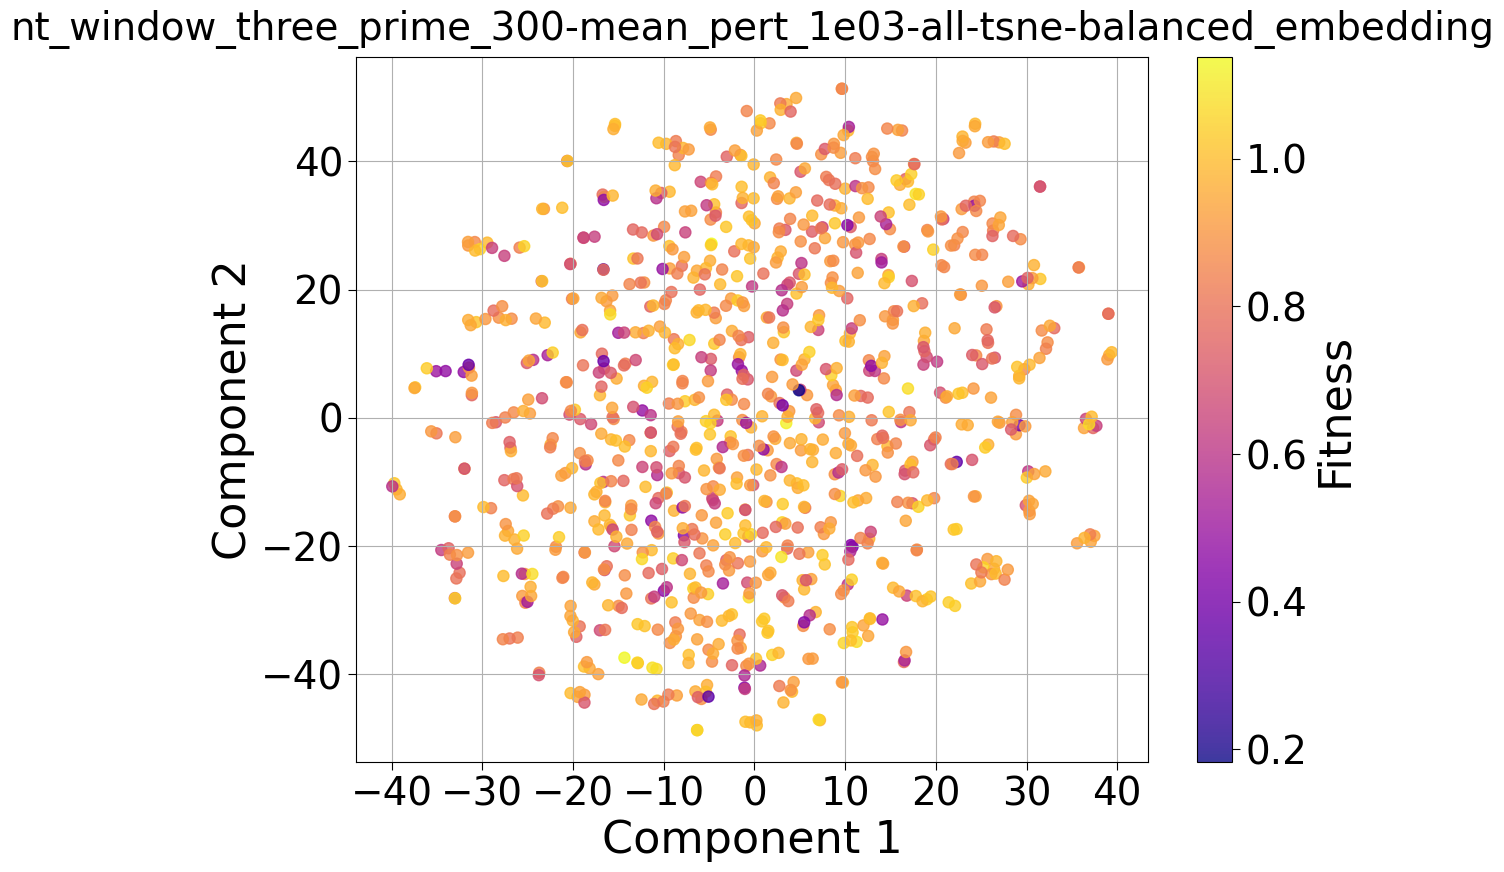 nt_window_three_prime_300-mean_pert_1e03-all-tsne-balanced_embedding
Component 2
40
20
0
−20
−40
−40 −30 −20 −10 0 10 20 30 40
Component 1
1.0
0.8
0.6
0.4
0.2
Fitness